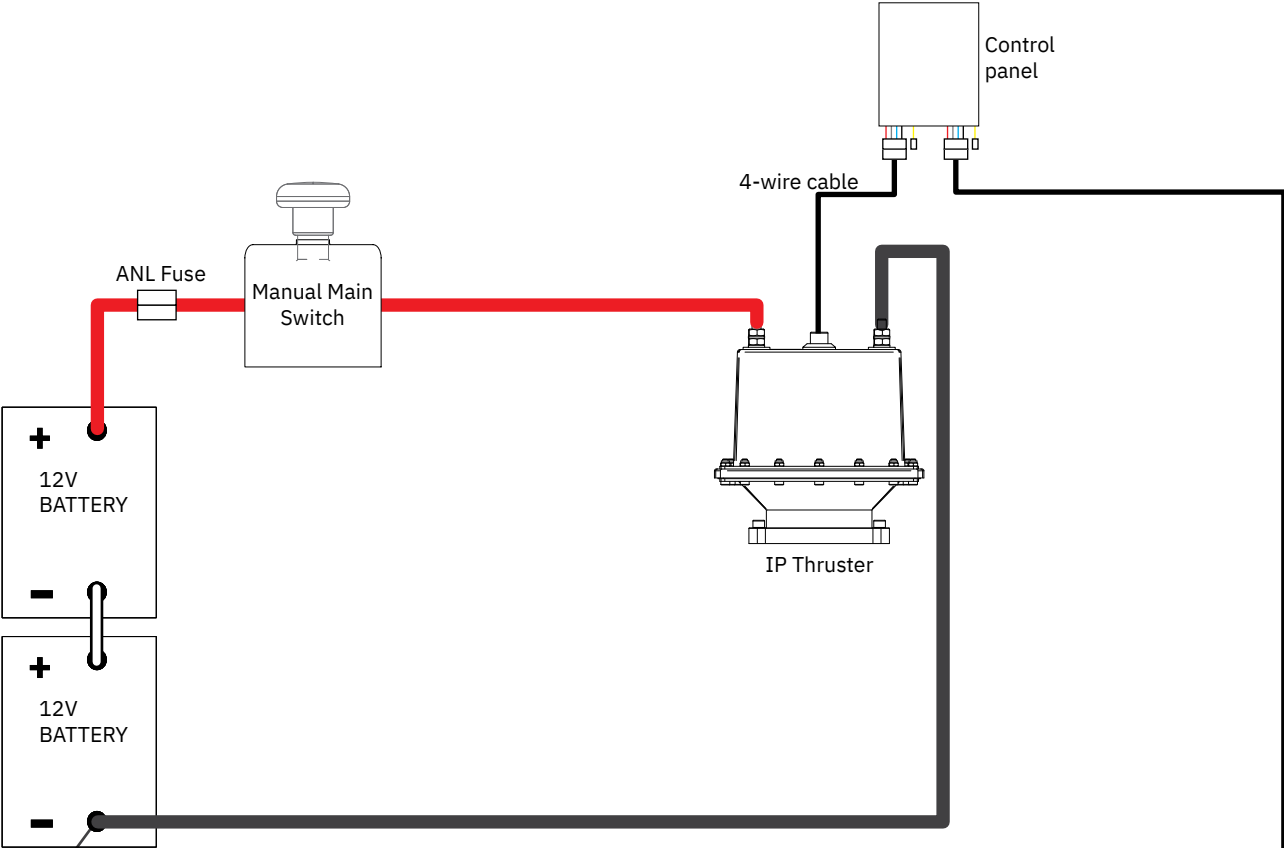 Control
panel
4-wire cable
ANL Fuse
Manual Main
Switch
+
12V
BATTERY
-
IP Thruster
+
12V
BATTERY
-